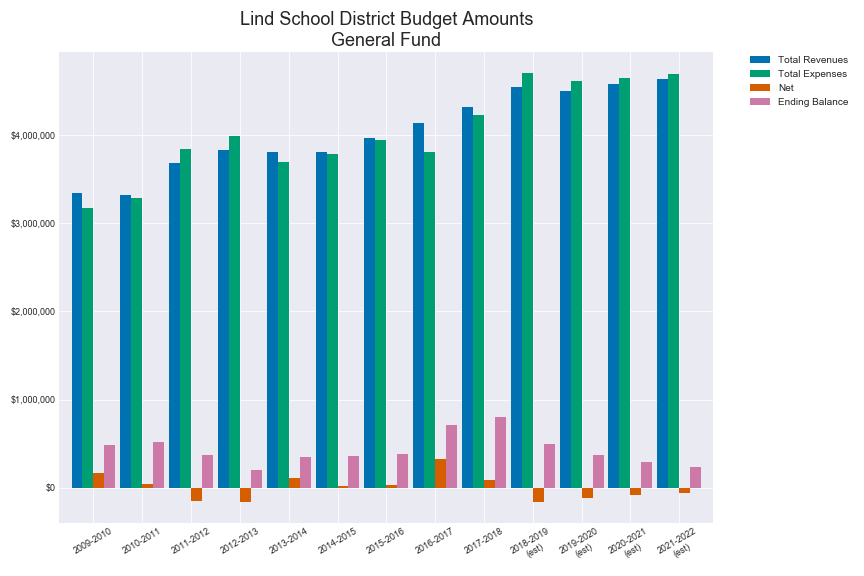 Lind School District Budget Amounts
General Fund
Total Revenues
Total Expenses
Net
Ending Balance
$4,000,000
$3,000,000
$2,000,000
$1,000,000
$0
2009-2010
2010-2011
2011-2012
2012-2013
2013-2014
2014-2015
2015-2016
2016-2017
2017-2018
2018-2019
(est)
2019-2020
(est)
2020-2021
(est)
2021-2022
(est)